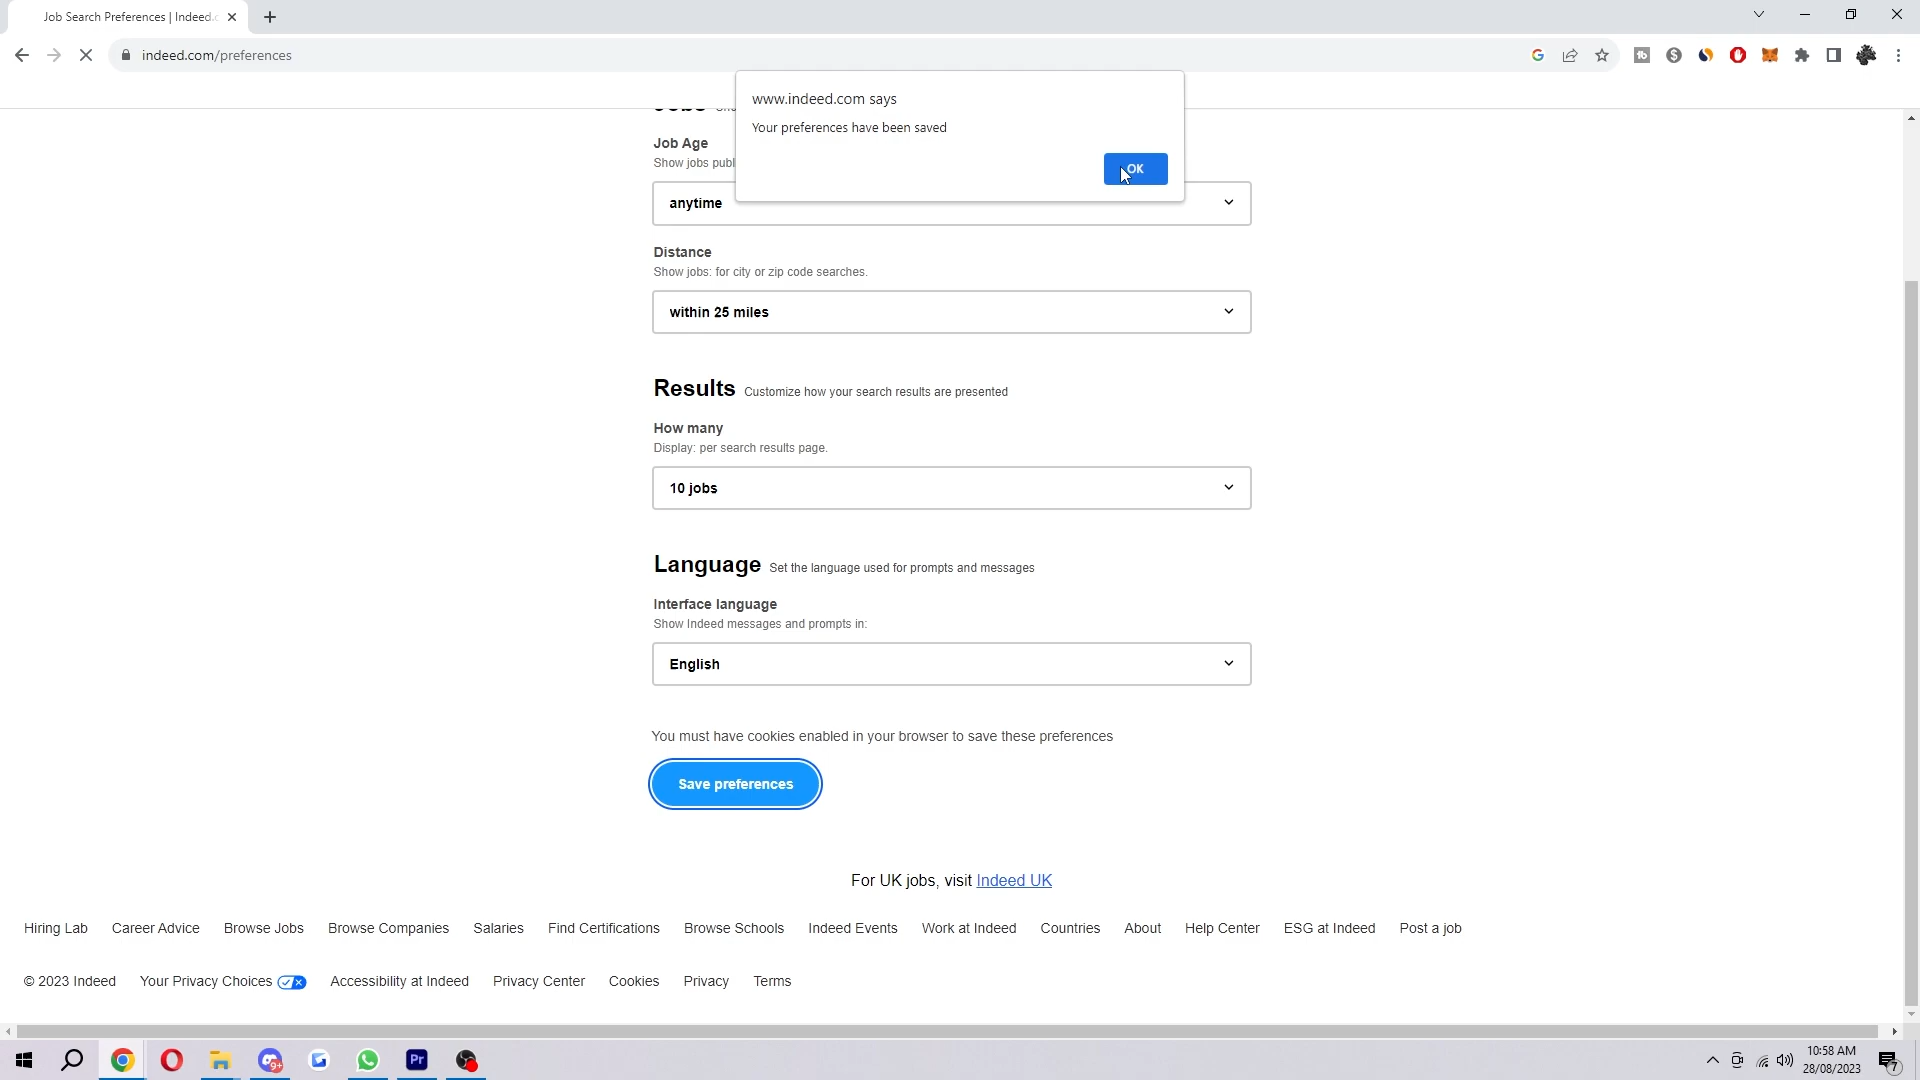 Job Search Preferences | Indeed.c
indeed.com/preferences
www.indeed.com says
Your preferences have been saved
OK
Job Age
Show jobs publ
anytime
Distance
Show jobs: for city or zip code searches.
within 25 miles
Results Customize how your search results are presented
How many
Display: per search results page.
10 jobs
Language Set the language used for prompts and messages
Interface language
Show Indeed messages and prompts in:
English
You must have cookies enabled in your browser to save these preferences
Save preferences
For UK jobs, visit Indeed UK
Hiring Lab Career Advice Browse Jobs Browse Companies Salaries Find Certifications Browse Schools Indeed Events Work at Indeed Countries About Help Center ESG at Indeed Post a job
© 2023 Indeed Your Privacy Choices Accessibility at Indeed Privacy Center Cookies Privacy Terms
9+
Pr
10:58 AM
28/08/2023
7